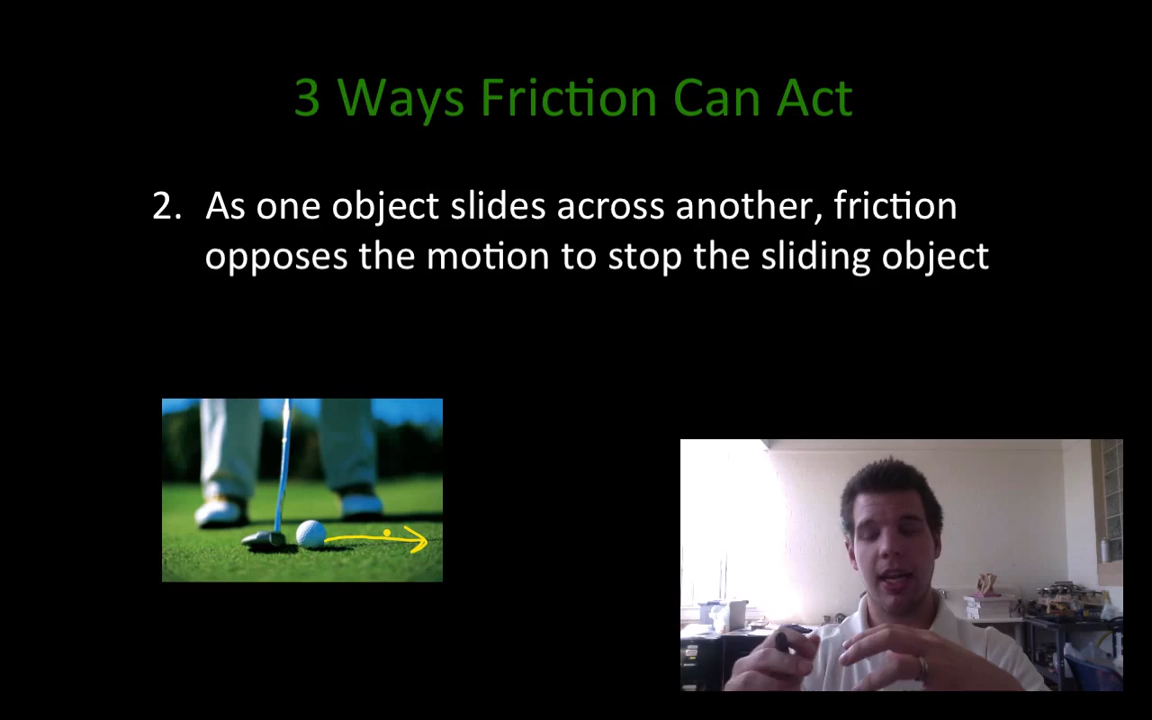 3 Ways Friction Can Act
2. As one object slides across another, friction
opposes the motion to stop the sliding object